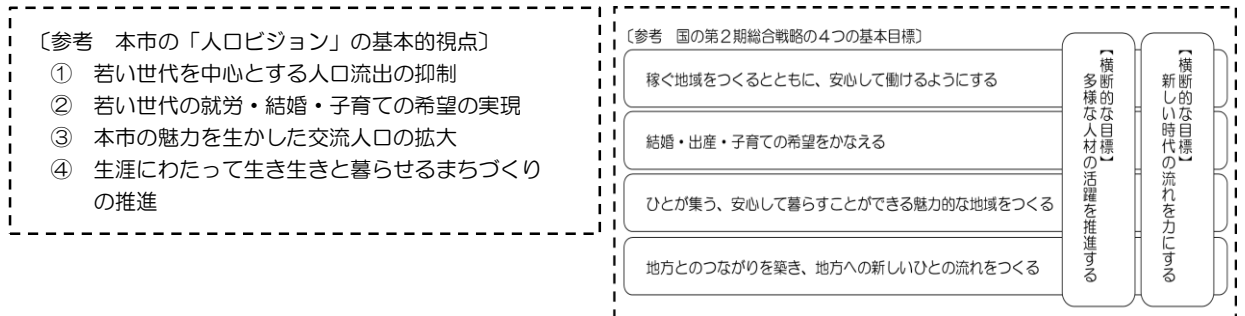 〔参考 本市の「人口ビジョン」の基本的視点〕
① 若い世代を中心とする人口流出の抑制
② 若い世代の就労・結婚・子育ての希望の実現
③ 本市の魅力を生かした交流人口の拡大
④ 生涯にわたって生き生きと暮らせるまちづくり
の推進
〔参考 国の第2期総合戦略の4つの基本目標〕
稼ぐ地域をつくるとともに、安心して働けるようにする
結婚・出産・子育ての希望をかなえる
ひとが集う、安心して暮らすことができる魅力的な地域をつくる
地方とのつながりを築き、地方への新しいひとの流れをつくる
【横断的な目標】
多様な人材の活躍を推進する
【横断的な目標】
新しい時代の流れを力にする